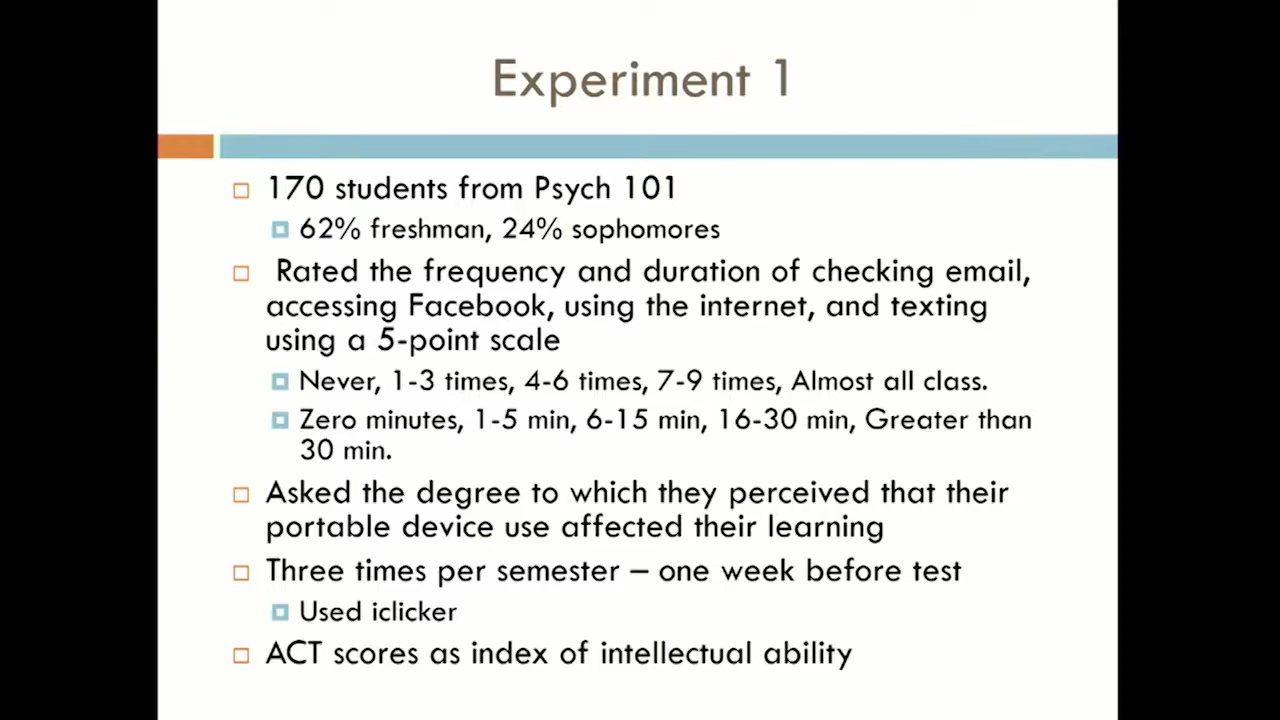 Experiment 1
170 students from Psych 101
62% freshman, 24% sophomores
Rated the frequency and duration of checking email,
accessing Facebook, using the internet, and texting
using a 5-point scale
Never, 1-3 times, 4-6 times, 7-9 times, Almost all class.
Zero minutes, 1-5 min, 6-15 min, 16-30 min, Greater than
30 min.
Asked the degree to which they perceived that their
portable device use affected their learning
Three times per semester – one week before test
Used iclicker
ACT scores as index of intellectual ability